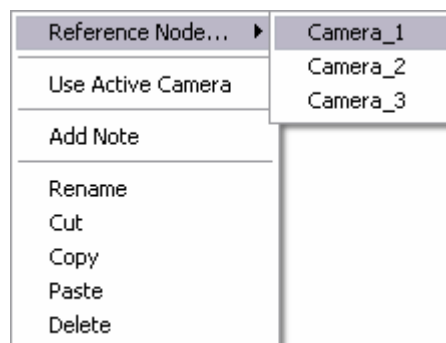 Reference Node...
Camera_1
Camera_2
Camera_3
Use Active Camera
Add Note
Rename
Cut
Copy
Paste
Delete